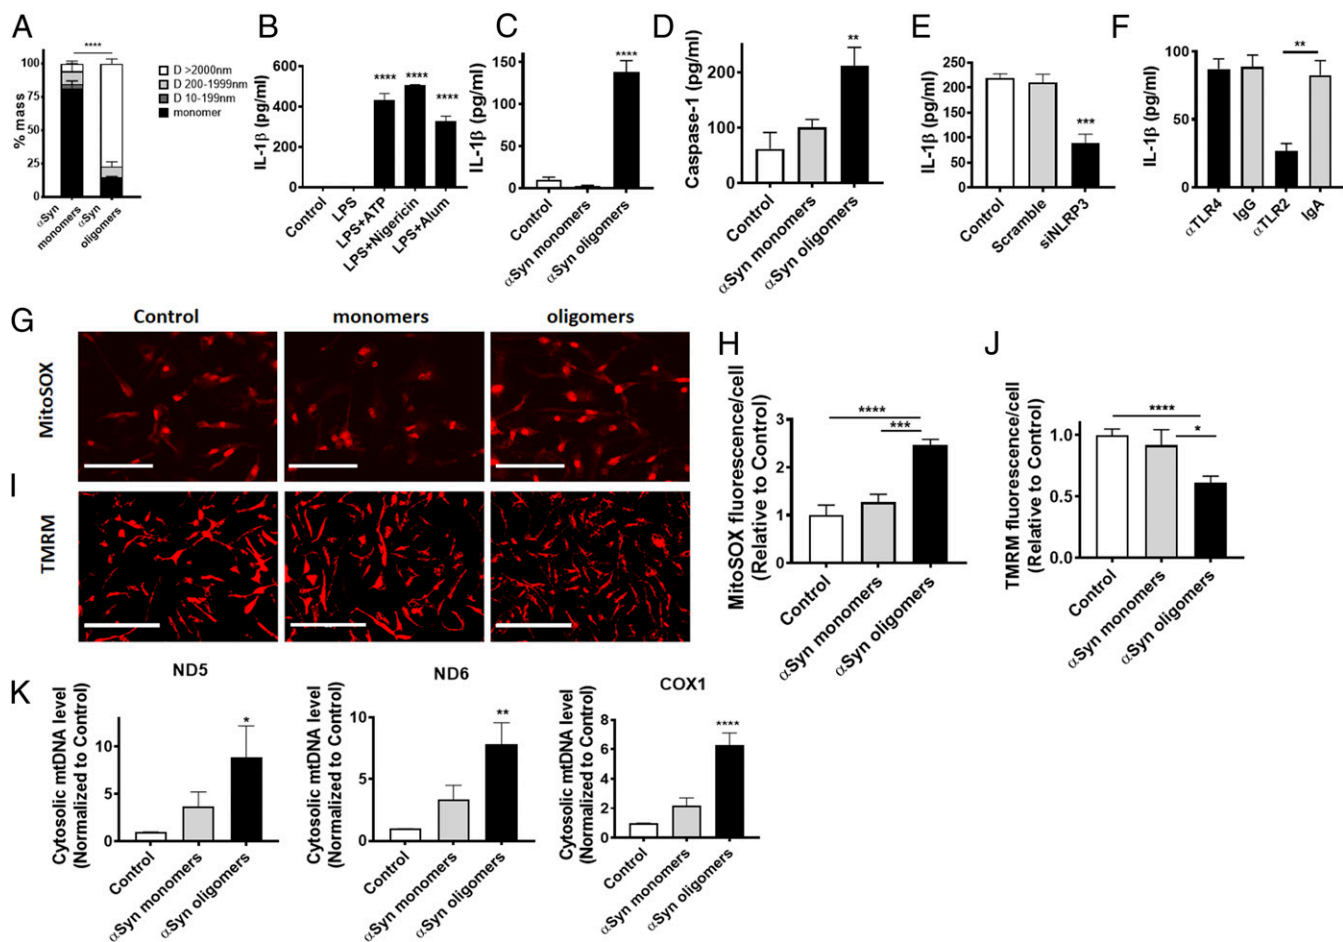 A
****
D >2000nm
D 200-1999nm
D 10-199nm
monomer
% mass
100
75
50
25
0
αSyn
monomers
αSyn
oligomers
B
IL-1β (pg/ml)
600
400
200
0
****
****
****
Control
LPS
LPS+ATP
LPS+Nigericin
LPS+Alum
C
IL-1β (pg/ml)
150
100
50
0
****
Control
αSyn monomers
αSyn oligomers
D
Caspase-1 (pg/ml)
200
100
0
**
Control
αSyn monomers
αSyn oligomers
E
IL-1β (pg/ml)
250
200
150
100
50
0
***
Control
Scramble
siNLRP3
F
IL-1β (pg/ml)
100
50
0
**
αTLR4
IgG
αTLR2
IgA
G
Control
monomers
oligomers
MitoSOX
H
MitoSOX fluorescence/cell
(Relative to Control)
3
2
1
0
****
***
Control
αSyn monomers
αSyn oligomers
I
TMRM
J
TMRM fluorescence/cell
(Relative to Control)
1.0
0.5
0.0
****
*
Control
αSyn monomers
αSyn oligomers
K
ND5
Cytosolic mtDNA level
(Normalized to Control)
10
5
0
*
Control
αSyn monomers
αSyn oligomers
ND6
Cytosolic mtDNA level
(Normalized to Control)
10
5
0
**
Control
αSyn monomers
αSyn oligomers
COX1
Cytosolic mtDNA level
(Normalized to Control)
8
6
4
2
0
****
Control
αSyn monomers
αSyn oligomers